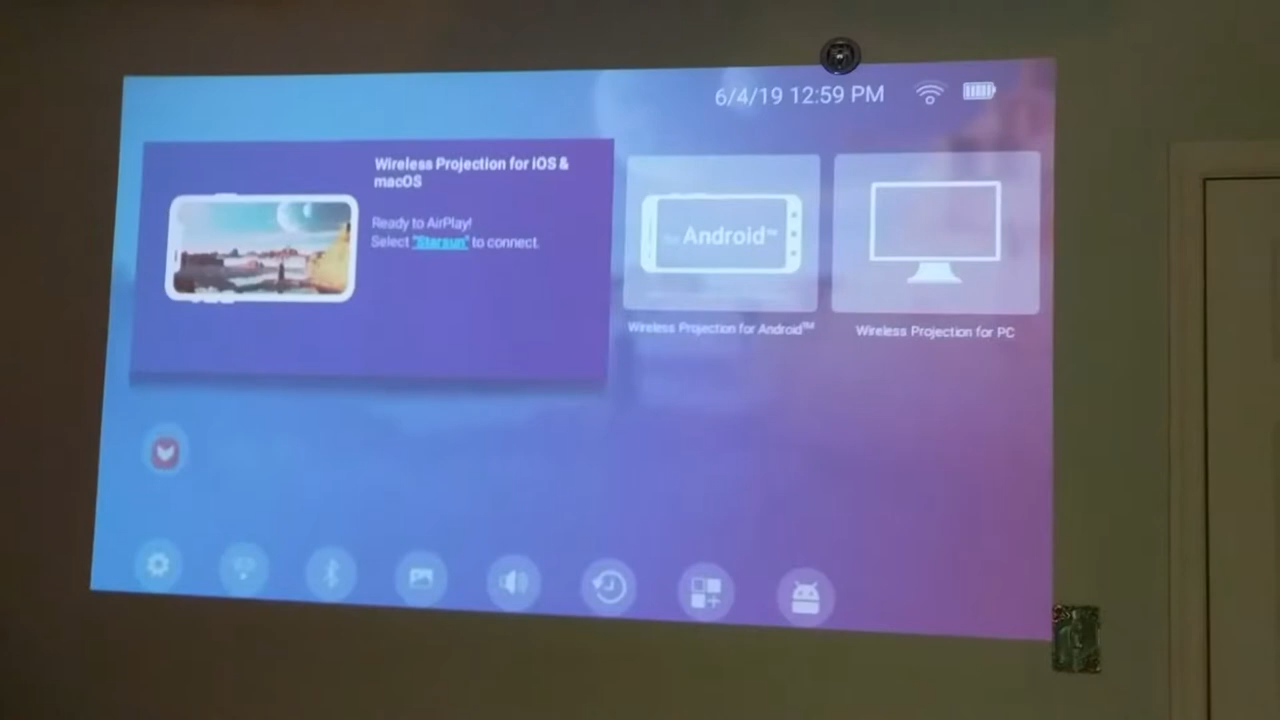 6/4/19 12:59 PM
Wireless Projection for iOS &
macOS
Ready to AirPlay!
Select "Starsun" to connect.
Android™
Wireless Projection for Android™
Wireless Projection for PC